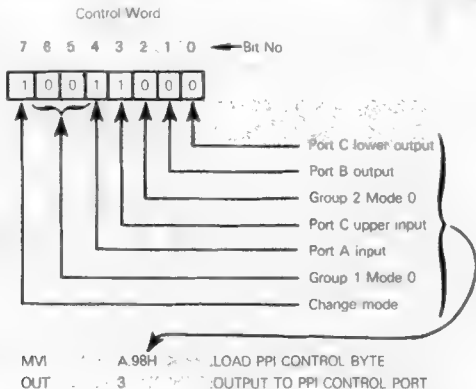 Control Word
7 6 5 4 3 2 1 0 Bit No
1 0 0 1 1 0 0 0
Port C lower output
Port B output
Group 2 Mode 0
Port C upper input
Port A input
Group 1 Mode 0
Change mode
MVI A.98H .LOAD PPI CONTROL BYTE
OUT 3 :OUTPUT TO PPI CONTROL PORT